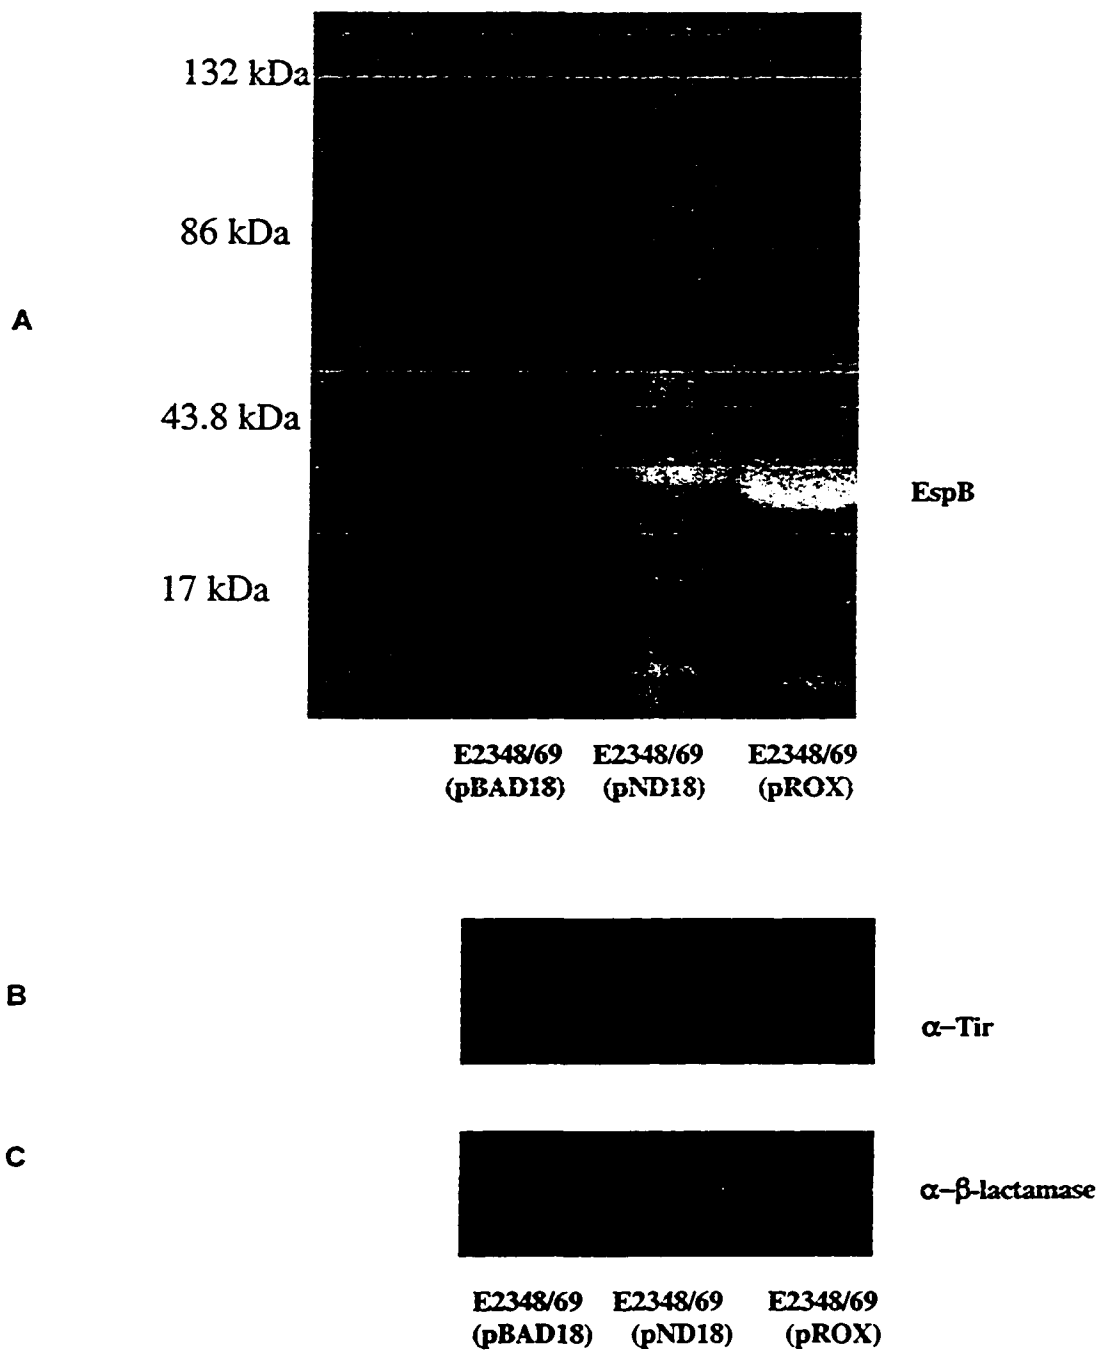 132 kDa
86 kDa
A
43.8 kDa
EspB
17 kDa
E2348/69 E2348/69 E2348/69
(pBAD18) (pND18) (pROX)
B
α–Tir
C
α–β-lactamase
E2348/69 E2348/69 E2348/69
(pBAD18) (pND18) (pROX)